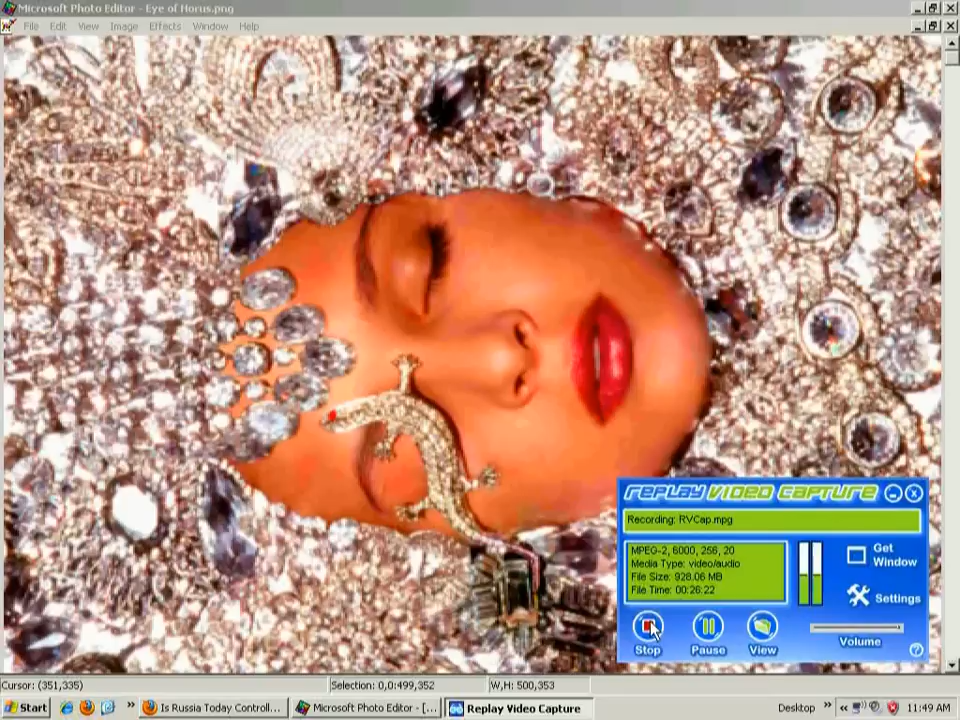 Microsoft Photo Editor - Eye of Horus.png
File Edit View Image Effects Window Help
REPLAY VIDEO CAPTURE
Recording: RVCap.mpg
MPEG-2, 6000, 256, 20
Media Type: video/audio
File Size: 928.06 MB
File Time: 00:26:22
Get Window
Settings
Stop Pause View
Volume
Cursor: (351,335) Selection: 0,0:499,352 W,H: 500,353
Start Is Russia Today Controll... Microsoft Photo Editor - [... Replay Video Capture Desktop 11:49 AM